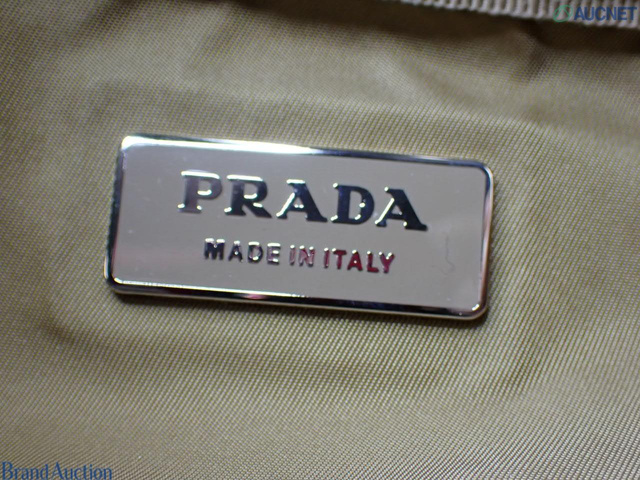 AUCNET
PRADA
MADE IN ITALY
Brand Auction